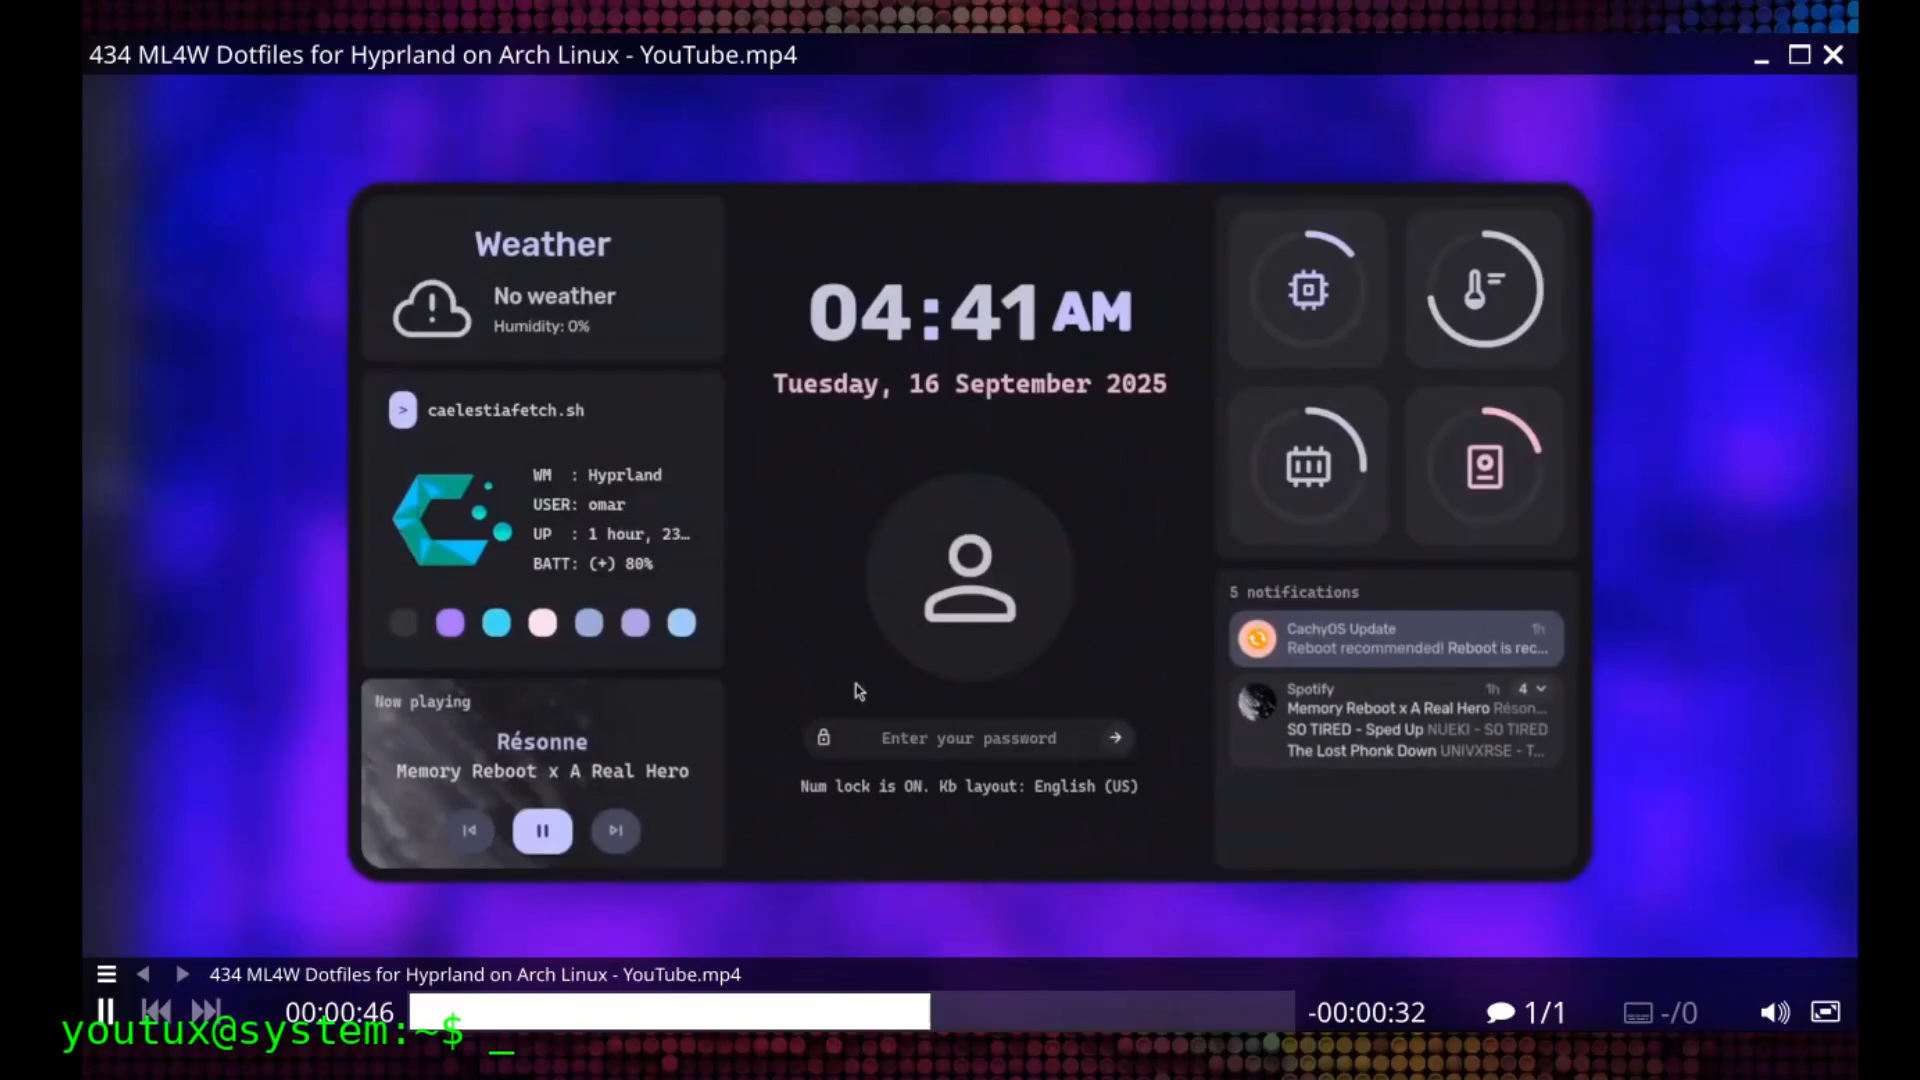 434 ML4W Dotfiles for Hyprland on Arch Linux - YouTube.mp4
Weather
No weather
Humidity: 0%
> caelestiafetch.sh
WM : Hyprland
USER: omar
UP : 1 hour, 23…
BATT: (+) 80%
Now playing
Résonne
Memory Reboot x A Real Hero
04:41 AM
Tuesday, 16 September 2025
Enter your password
Num lock is ON. Kb layout: English (US)
5 notifications
CachyOS Update 1h
Reboot recommended! Reboot is rec…
Spotify 1h 4
Memory Reboot x A Real Hero Réson…
SO TIRED - Sped Up NUEKI - SO TIRED
The Lost Phonk Down UNIVXRSE - T…
434 ML4W Dotfiles for Hyprland on Arch Linux - YouTube.mp4
00:00:46
-00:00:32
1/1
-/0
youtux@system:~$ _